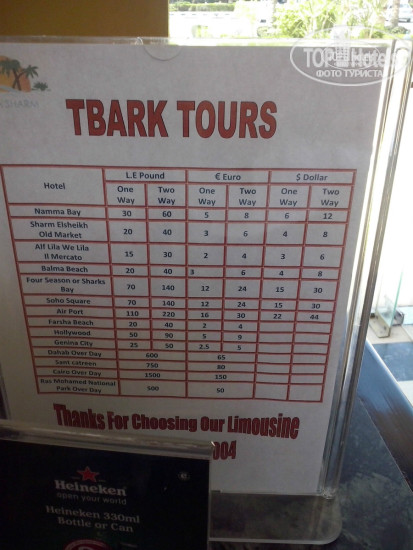 TOP Hotels
ФОТО ТУРИСТА
TBARK TOURS
Hotel L.E Pound € Euro $ Dollar
One Way Two Way One Way Two Way One Way Two Way
Namma Bay 30 60 5 8 6 12
Sharm Elsheikh
Old Market 20 40 3 6 4 8
Alf Lila We Lila
Il Mercato 15 30 2 4 3 6
Balma Beach 20 40 3 6 4 8
Four Season or Sharks
Bay 70 140 12 24 15 30
Soho Square 70 140 12 24 15 30
Air Port 110 220 16 30 22 44
Farsha Beach 20 40 2 4
Hollywood 50 90 5 9
Genina City 25 50 2.5 5
Dahab Over Day 600 65
Sant catreen 750 80
Cairo Over Day 1500 150
Ras Mohamed National
Park Over Day 500 50
Thanks For Choosing Our Limousine
004
Heineken
open your world
Heineken 330ml
Bottle or Can